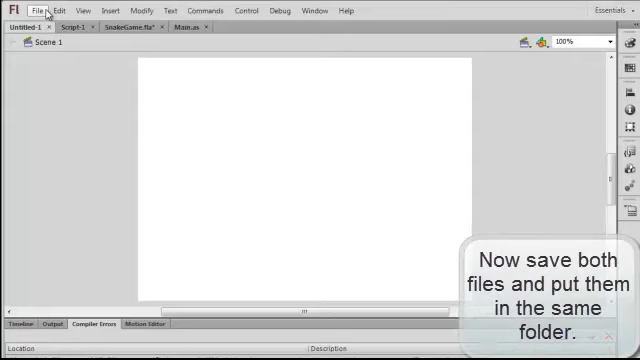 Fl File Edit View Insert Modify Text Commands Control Debug Window Help Essentials
Untitled-1 × Script-1 × SnakeGame.fla* × Main.as ×
Scene 1 100%
Now save both
files and put them
in the same
folder.
Timeline Output Compiler Errors Motion Editor
Location Description